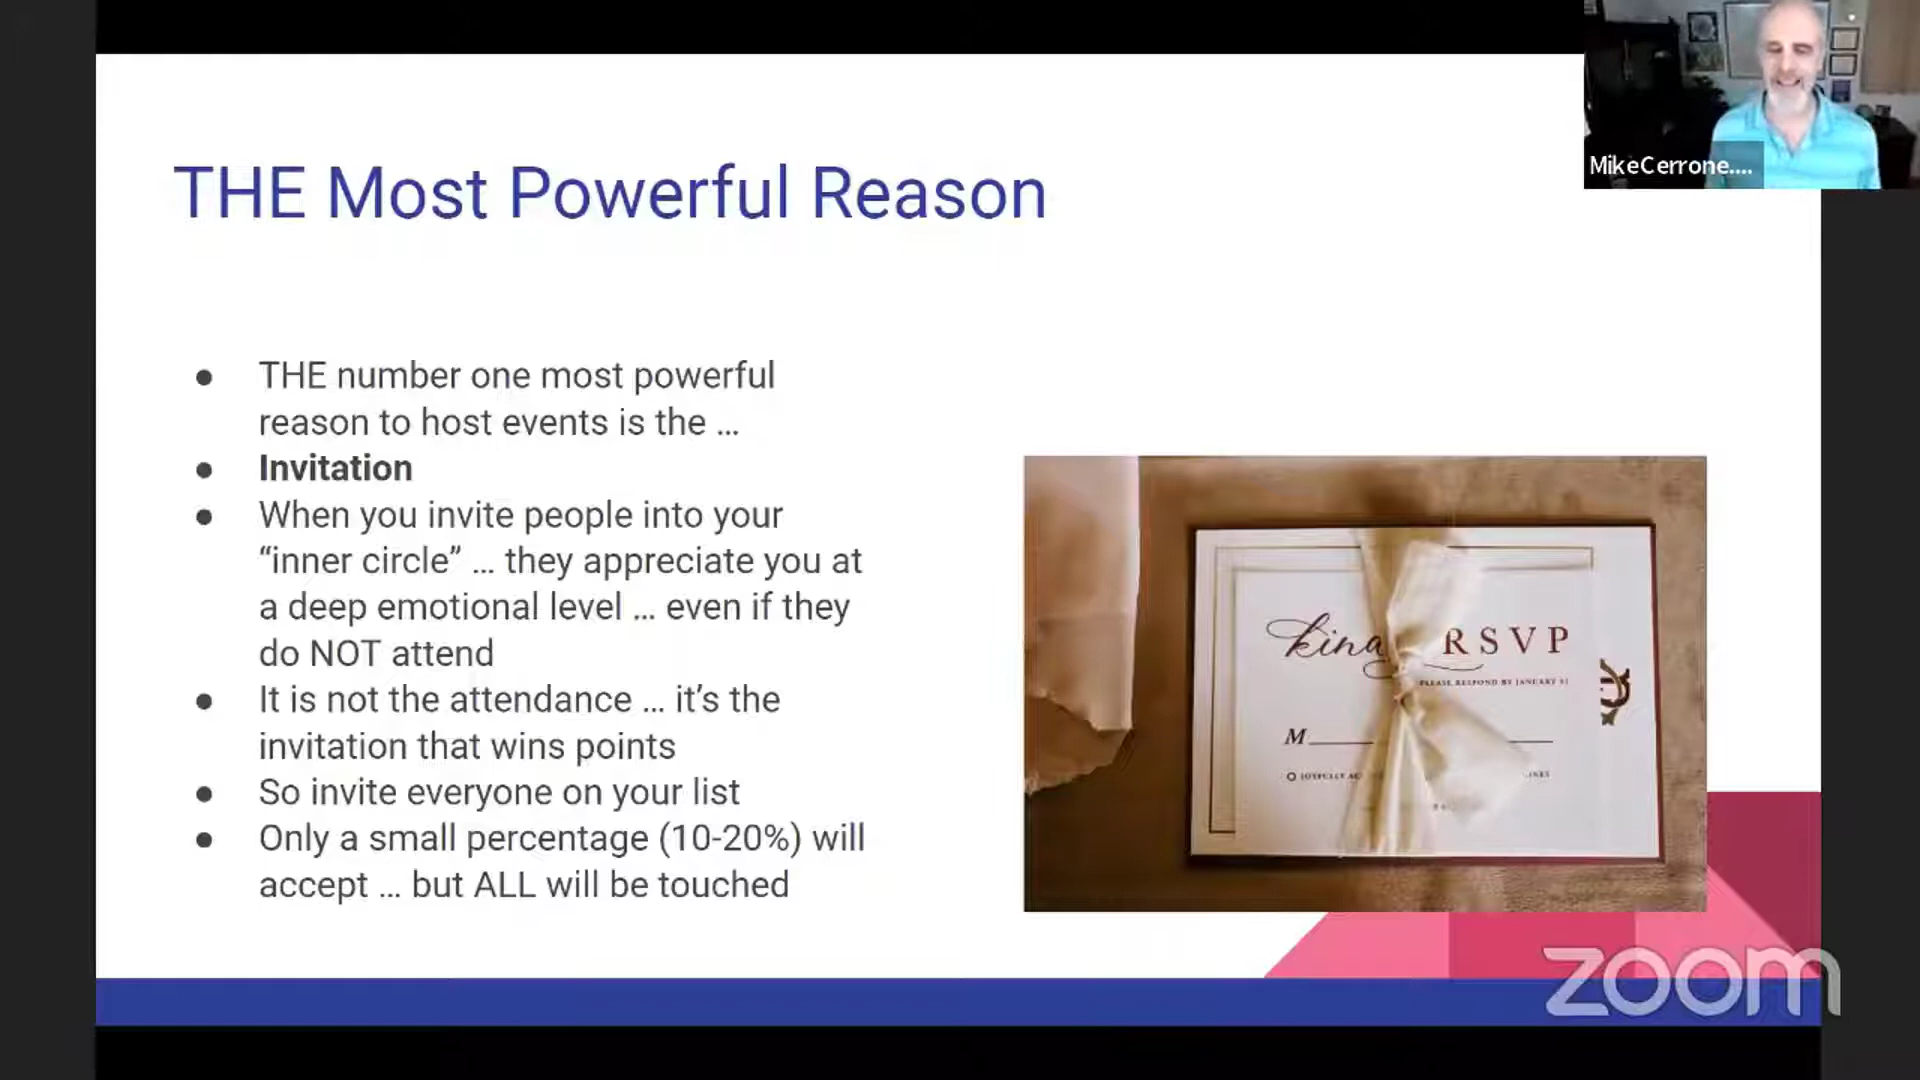 MikeCerrone....
THE Most Powerful Reason
● THE number one most powerful
reason to host events is the ...
● Invitation
● When you invite people into your
“inner circle” ... they appreciate you at
a deep emotional level ... even if they
do NOT attend
● It is not the attendance ... it’s the
invitation that wins points
● So invite everyone on your list
● Only a small percentage (10-20%) will
accept ... but ALL will be touched
RSVP
PLEASE RESPOND BY JANUARY
M
JOYFULLY
zoom